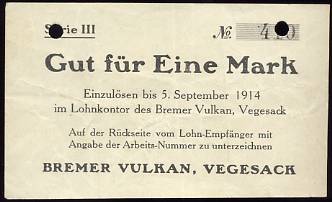 Serie III № 4
Gut für Eine Mark
Einzulösen bis 5. September 1914
im Lohnkontor des Bremer Vulkan, Vegesack
Auf der Rückseite vom Lohn-Empfänger mit
Angabe der Arbeits-Nummer zu unterzeichnen
BREMER VULKAN, VEGESACK